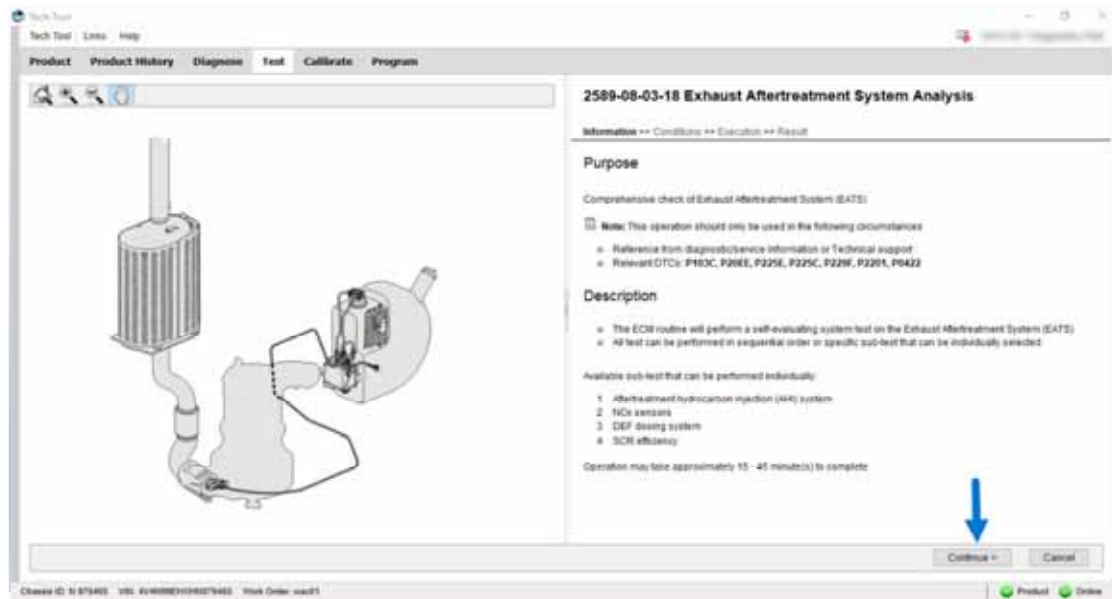 Tech Tool
Tech Tool Links Help
Product Product History Diagnose Test Calibrate Program
2589-08-03-18 Exhaust Aftertreatment System Analysis
Information >> Conditions >> Execution >> Result
Purpose
Comprehensive check of Exhaust Aftertreatment System (EATS)
Note: This operation should only be used in the following circumstances
Reference from diagnostic/service information or Technical support
Relevant DTCs: P103C, P20EE, P225E, P225C, P229F, P2201, P0422
Description
The ECM routine will perform a self-evaluating system test on the Exhaust Aftertreatment System (EATS)
All test can be performed in sequential order or specific sub-test that can be individually selected
Available sub-test that can be performed individually:
1 Aftertreatment hydrocarbon injection (AHI) system
2 NOx sensors
3 DEF dosing system
4 SCR efficiency
Operation may take approximately 15 - 45 minute(s) to complete
Continue > Cancel
Chassis ID: N 975465 VIN: Work Order: Product Online